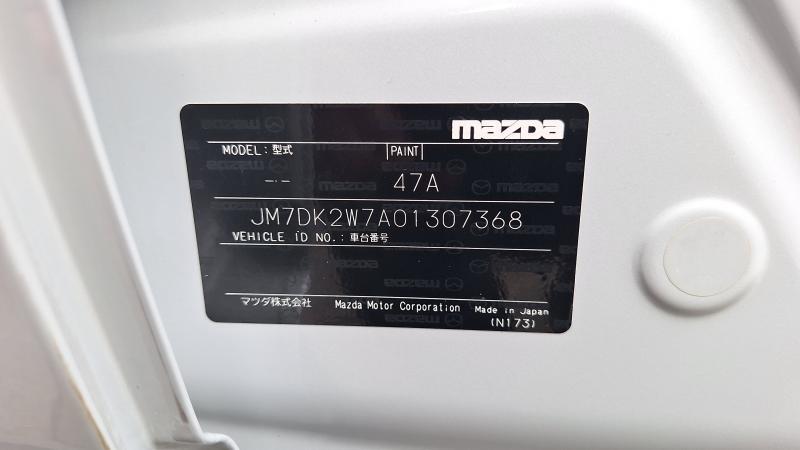 mazda
MODEL:型式 PAINT
—.— 47A
JM7DK2W7A01307368
VEHICLE ID NO.:車台番号
マツダ株式会社 Mazda Motor Corporation Made in Japan
(N173)